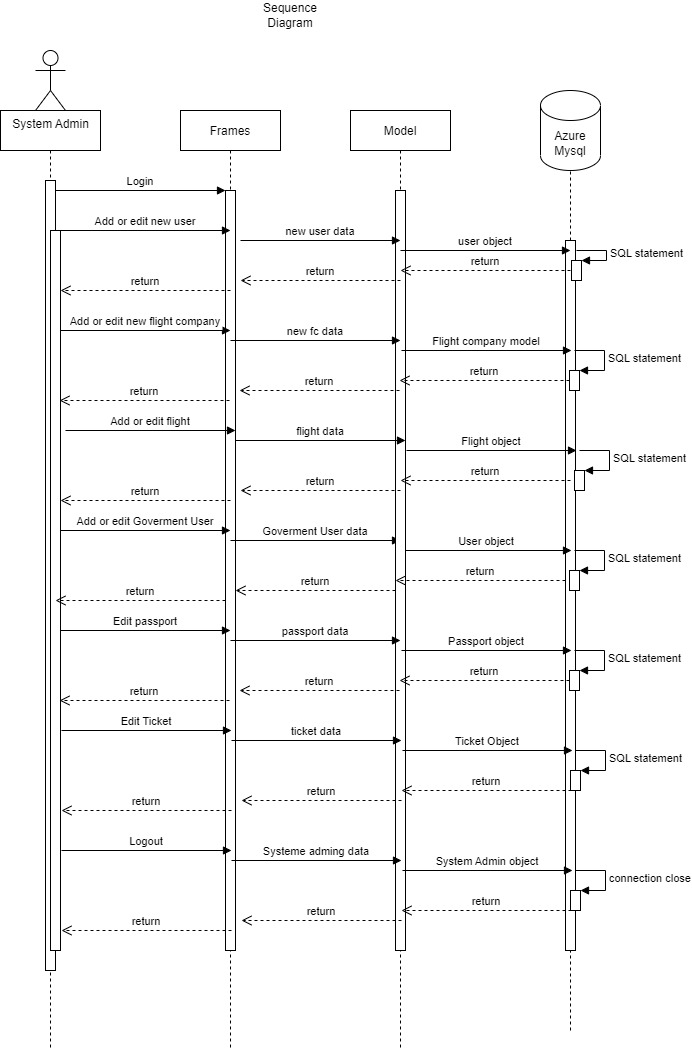 Sequence
Diagram
System Admin
Frames
Model
Azure
Mysql
Login
Add or edit new user
new user data
user object
SQL statement
return
return
return
Add or edit new flight company
new fc data
Flight company model
SQL statement
return
return
return
Add or edit flight
flight data
Flight object
SQL statement
return
return
return
Add or edit Goverment User
Goverment User data
User object
SQL statement
return
return
return
Edit passport
passport data
Passport object
SQL statement
return
return
return
Edit Ticket
ticket data
Ticket Object
SQL statement
return
return
return
Logout
Systeme adming data
System Admin object
connection close
return
return
return